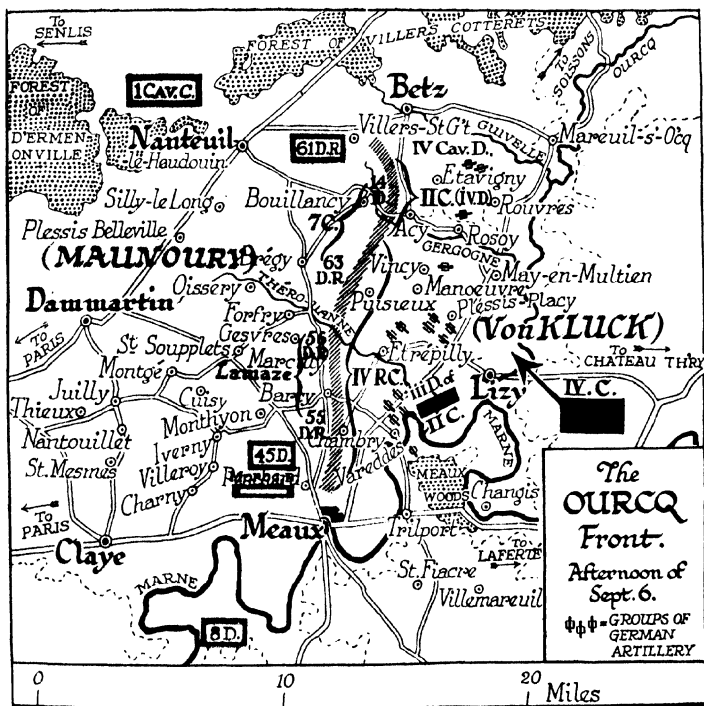 To
SENLIS
FOREST OF VILLERS COTTERETS
To
SOISSONS
OURCQ
1 CAV. C.
FOREST
OF
D'ERMEN
ONVILLE
Betz
Nanteuil
-le-Haudouin
61 D.R.
Villers-St G't
GUIVELLE
Mareuil-s-Ocq
IV Cav. D.
Etavigny
II C. (IV D.)
Rouvres
Silly-le-Long
Bouillancy
7 C.
Acy
Rosoy
GERGOGNE
Plessis Belleville
(MAUNOURY)
Brégy
63
D.R.
Vincy
May-en-Multien
Manoeuvre
Oissery
THÉROUANNE
Puisieux
Plessis-Placy
Dammartin
Forfry
(Von KLUCK)
To
PARIS
Gesvres
56
D.R.
St Soupplets
Marcilly
Etrépilly
To
CHATEAU THRY
Montgé
Lamaze
IV R.C.
Lizy
IV. C.
Juilly
Cuisy
Barcy
III D. of
II C.
Thieux
Monthyon
55
D.R.
Chambry
MARNE
Nantouillet
Iverny
Varreddes
St. Mesmes
Villeroy
45 D.
MEAUX
WOODS
Changis
Charny
Penchard
To
PARIS
Claye
Meaux
Trilport
To
LAFERTÉ
MARNE
St. Fiacre
Villemareuil
8 D.
The
OURCQ
Front.
Afternoon of
Sept. 6.
= GROUPS OF
GERMAN
ARTILLERY
0 10 20 Miles